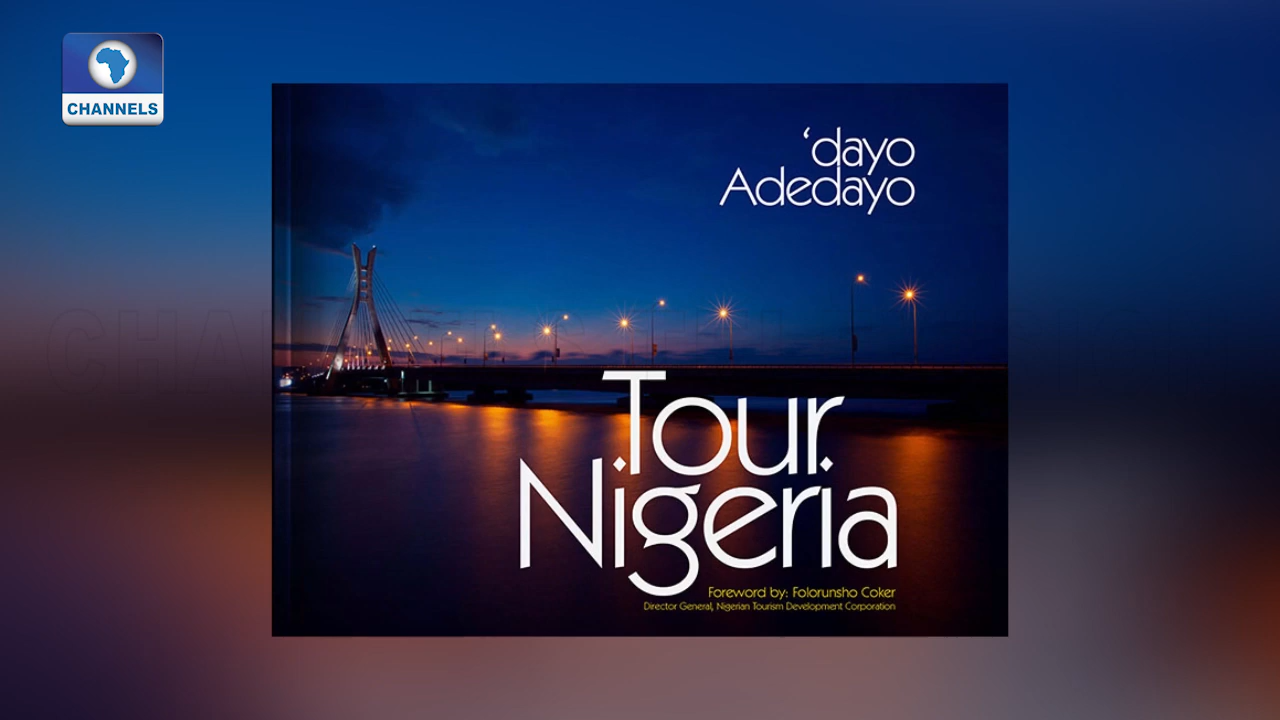 CHANNELS
‘dayo
Adedayo
Tour
Nigeria
Foreword by: Folorunsho Coker
Director General, Nigerian Tourism Development Corporation